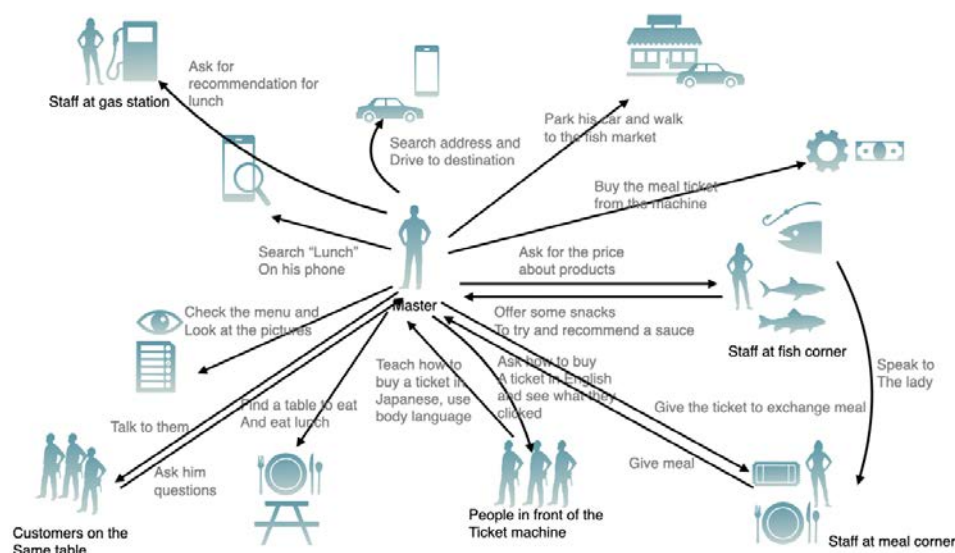 Ask for
recommendation for
lunch
Staff at gas station
Search address and
Drive to destination
Park his car and walk
to the fish market
Buy the meal ticket
from the machine
Search “Lunch”
On his phone
Ask for the price
about products
Master
Offer some snacks
To try and recommend a sauce
Staff at fish corner
Check the menu and
Look at the pictures
Teach how to
buy a ticket in
Japanese, use
body language
Ask how to buy
A ticket in English
and see what they
clicked
Speak to
The lady
Find a table to eat
And eat lunch
Give the ticket to exchange meal
Talk to them
Ask him
questions
Give meal
Customers on the
Same table
People in front of the
Ticket machine
Staff at meal corner